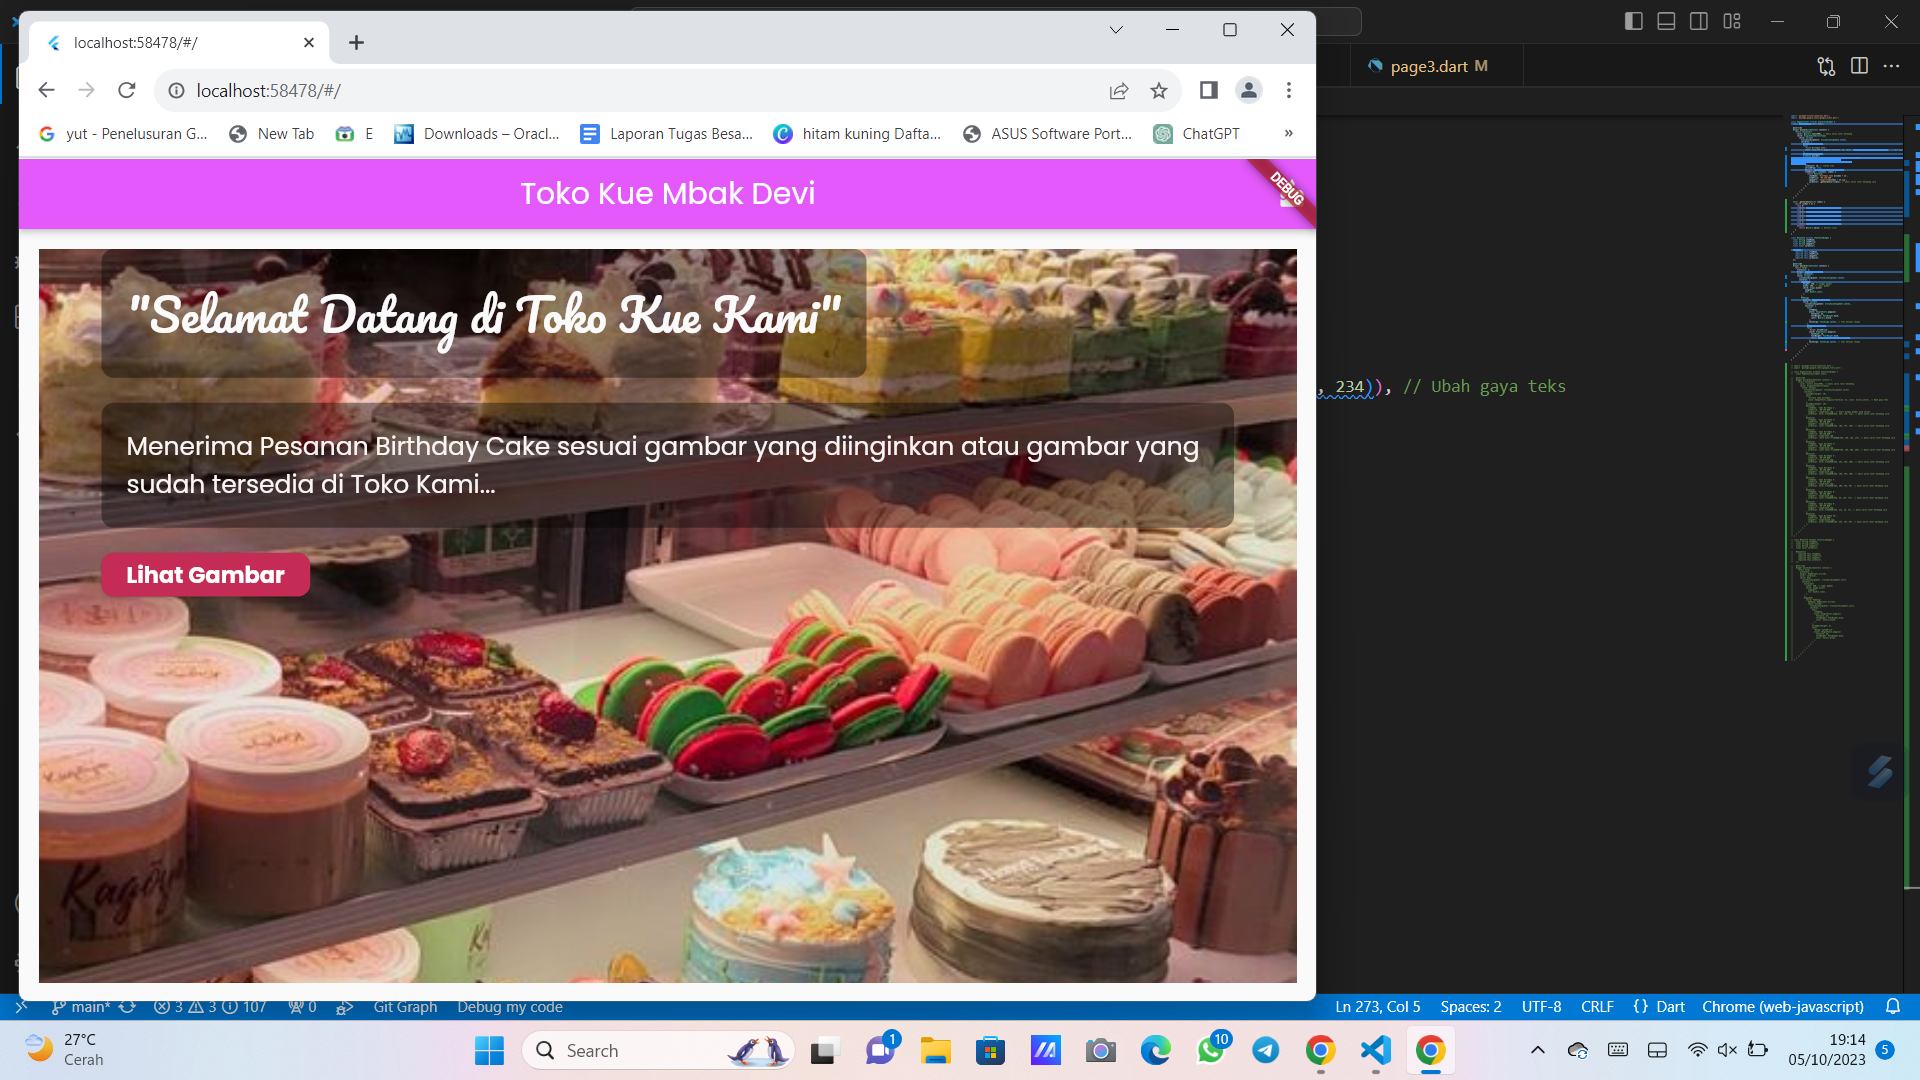 localhost:58478/#/
page3.dart M
localhost:58478/#/
yut - Penelusuran G...
New Tab
E
Downloads – Oracl...
Laporan Tugas Besa...
hitam kuning Dafta...
ASUS Software Port...
ChatGPT
»
Toko Kue Mbak Devi
DEBUG
"Selamat Datang di Toko Kue Kami"
, 234)), // Ubah gaya teks
Menerima Pesanan Birthday Cake sesuai gambar yang diinginkan atau gambar yang
sudah tersedia di Toko Kami...
Lihat Gambar
main*
3
3
107
0
Git Graph
Debug my code
Ln 273, Col 5
Spaces: 2
UTF-8
CRLF
{} Dart
Chrome (web-javascript)
27°C
Cerah
Search
1
10
19:14
05/10/2023
5